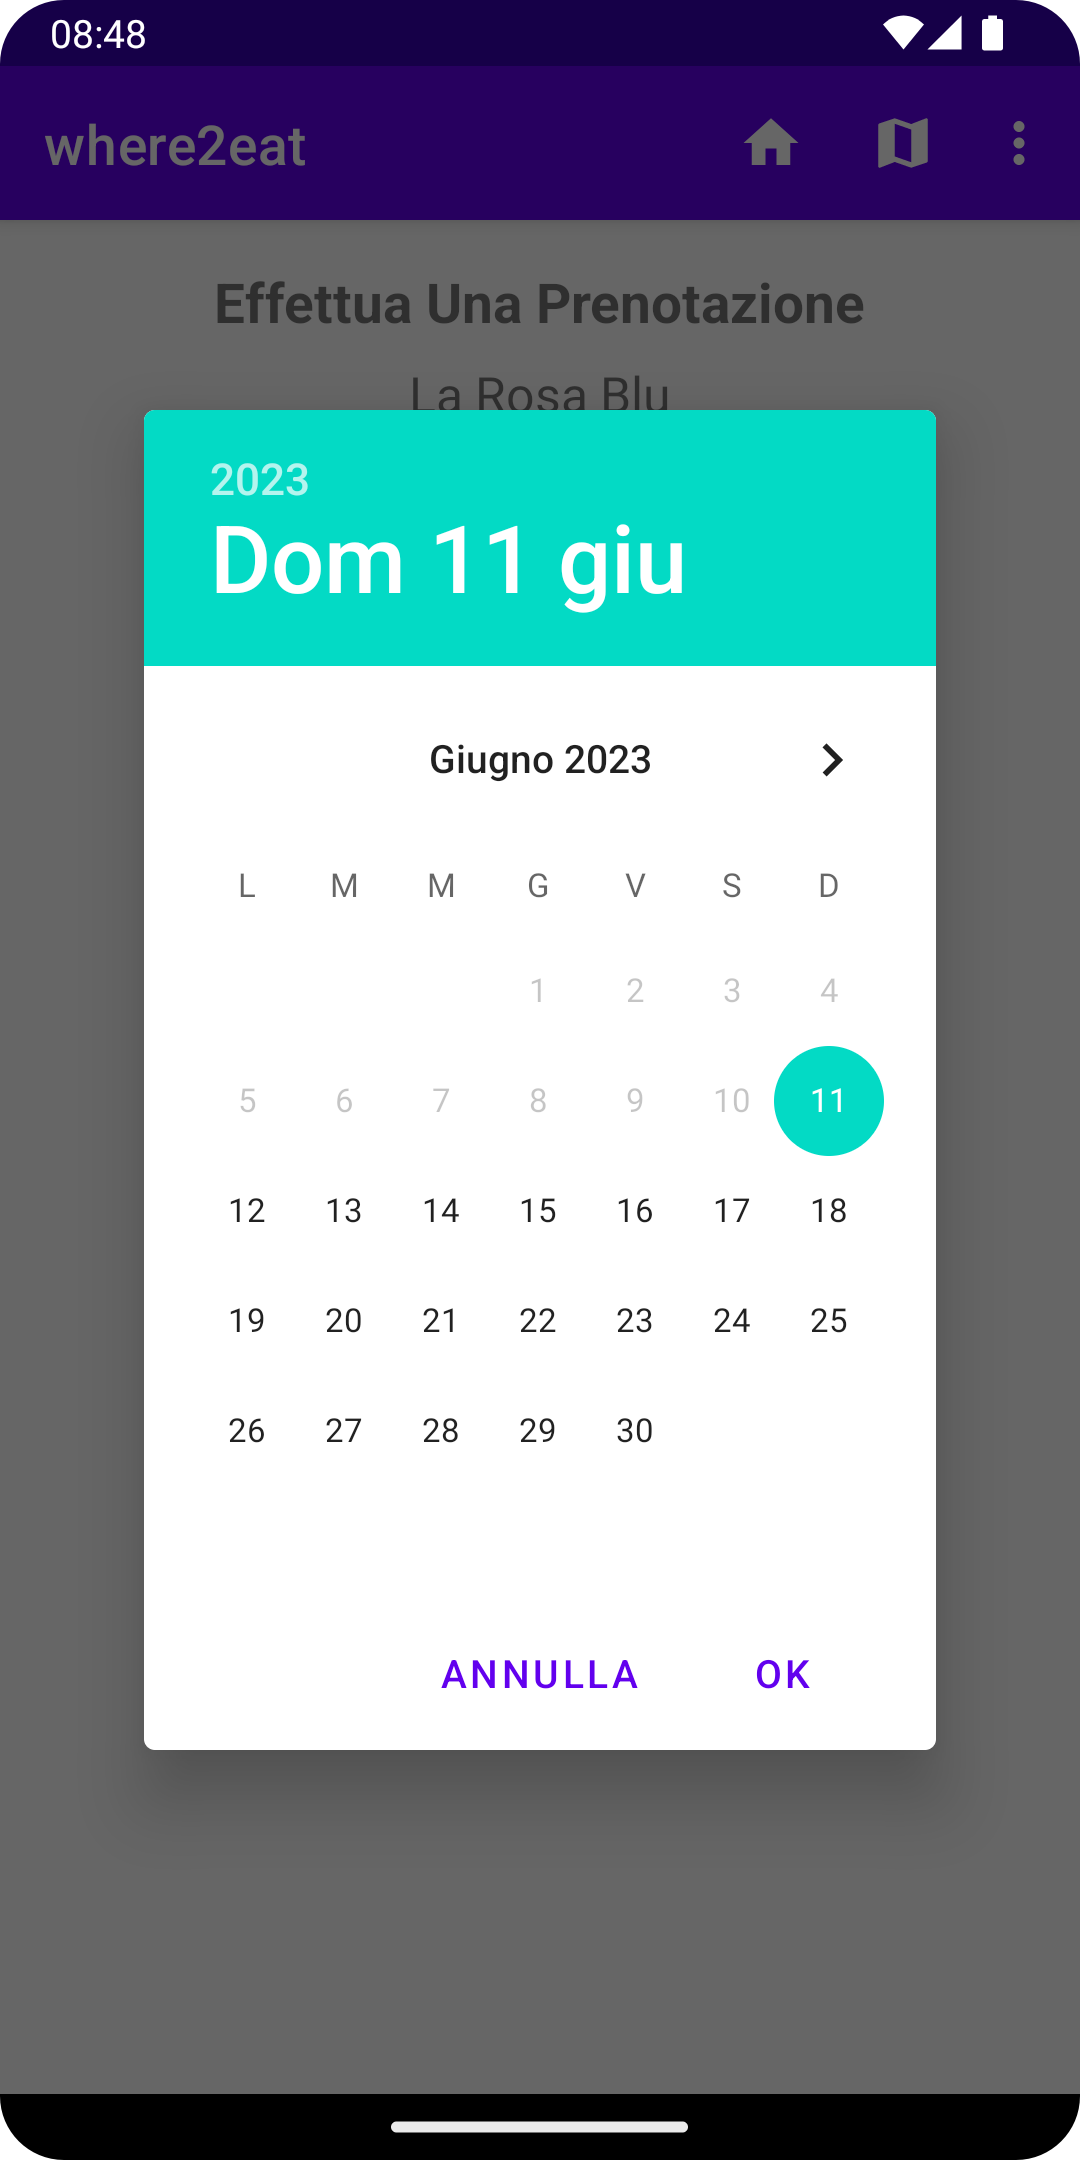 08:48
where2eat
Effettua Una Prenotazione
La Rosa Blu
2023
Dom 11 giu
Giugno 2023
L M M G V S D
1 2 3 4
5 6 7 8 9 10 11
12 13 14 15 16 17 18
19 20 21 22 23 24 25
26 27 28 29 30
ANNULLA OK